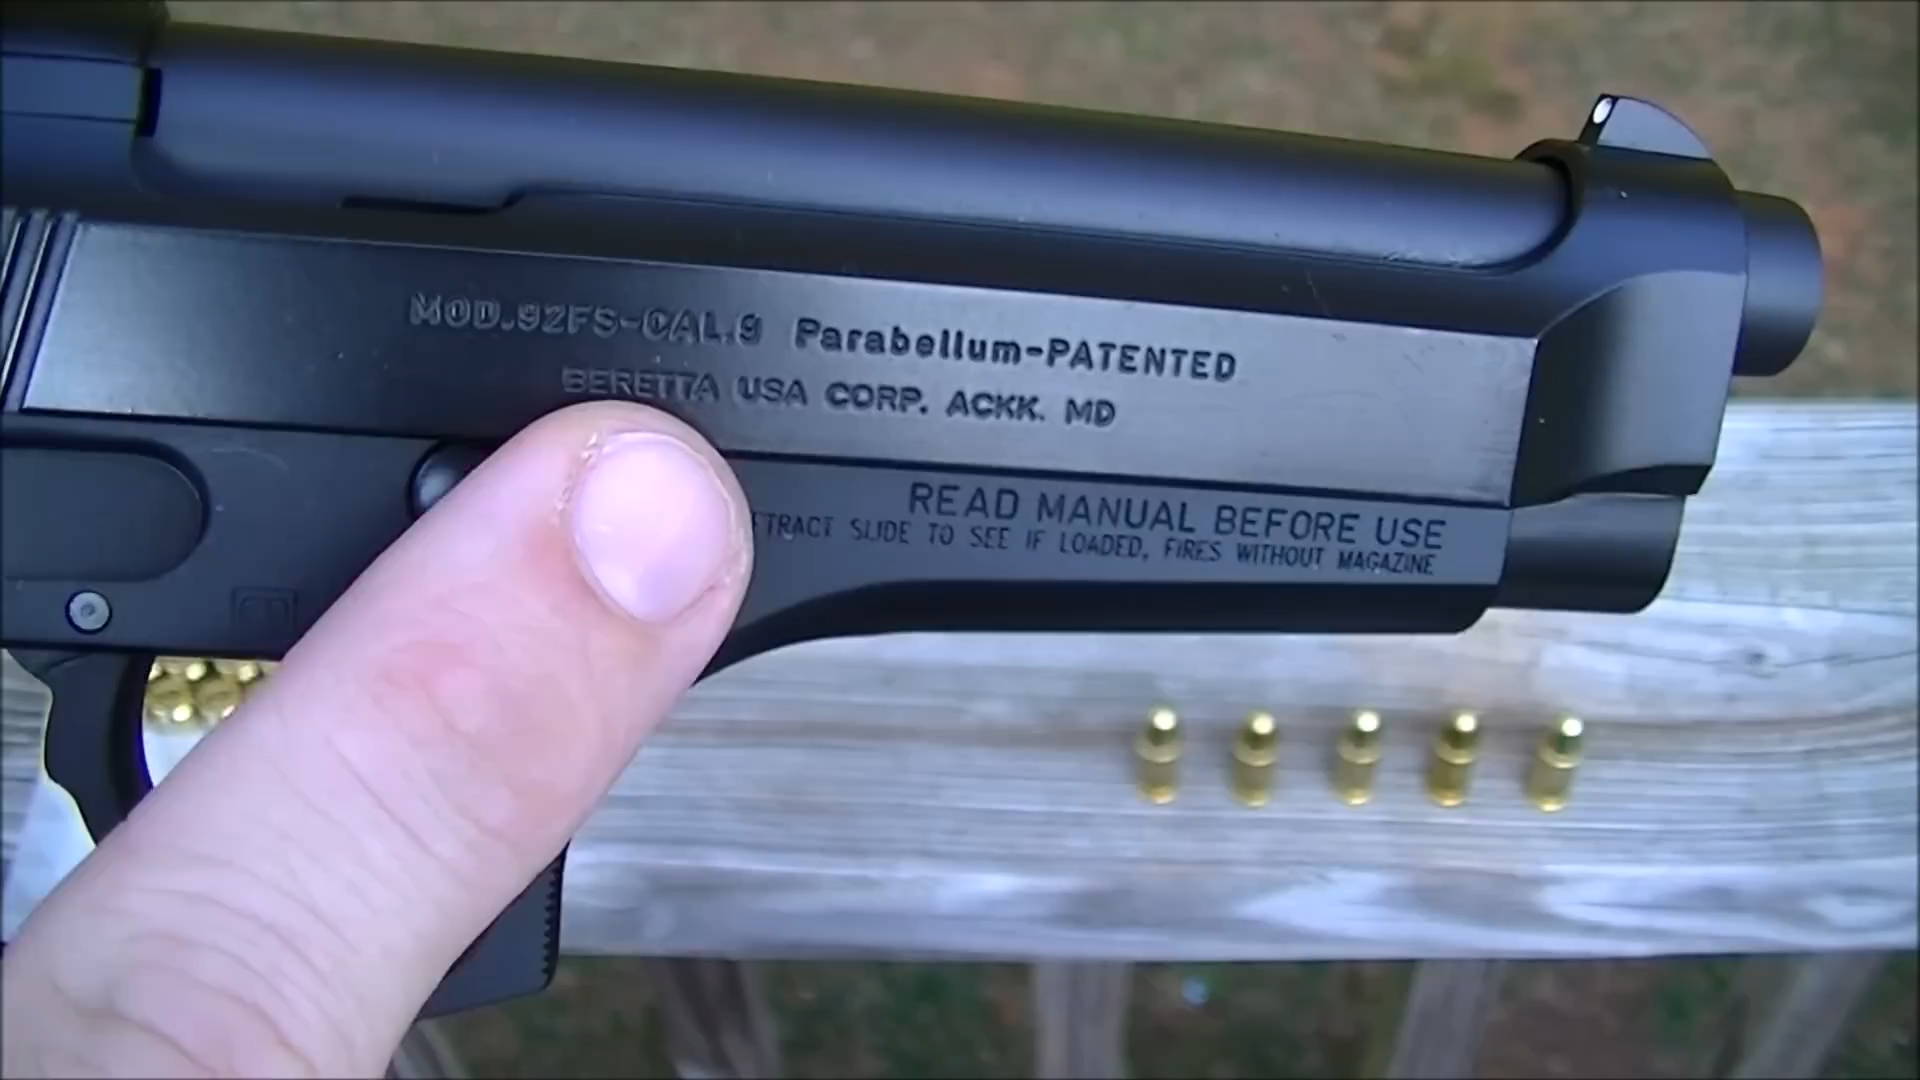 MOD.92FS-CAL.9 Parabellum-PATENTED
BERETTA USA CORP. ACKK. MD
READ MANUAL BEFORE USE
SLIDE TO SEE IF LOADED, FIRES WITHOUT MAGAZINE